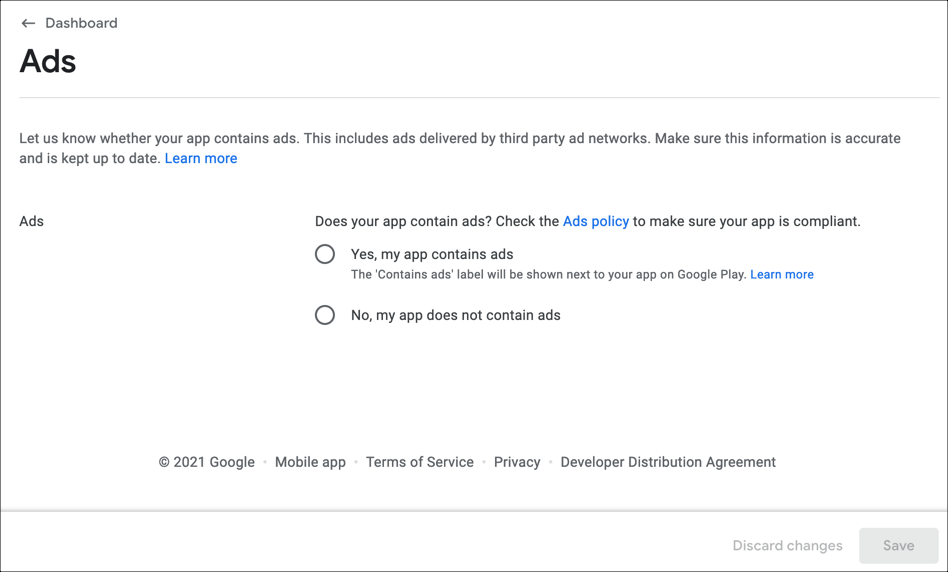 ← Dashboard
Ads
Let us know whether your app contains ads. This includes ads delivered by third party ad networks. Make sure this information is accurate
and is kept up to date. Learn more
Ads
Does your app contain ads? Check the Ads policy to make sure your app is compliant.
Yes, my app contains ads
The 'Contains ads' label will be shown next to your app on Google Play. Learn more
No, my app does not contain ads
© 2021 Google · Mobile app · Terms of Service · Privacy · Developer Distribution Agreement
Discard changes Save